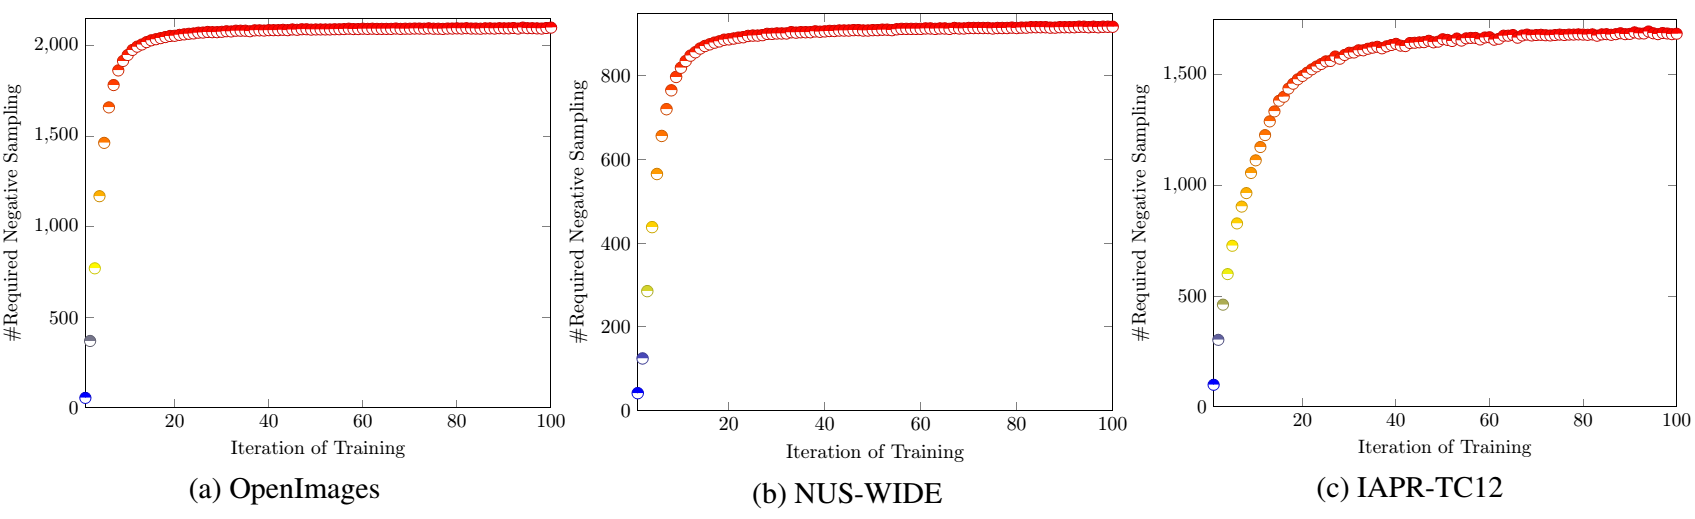 #Required Negative Sampling
2,000
1,500
1,000
500
0
20 40 60 80 100
Iteration of Training
(a) OpenImages
#Required Negative Sampling
800
600
400
200
0
20 40 60 80 100
Iteration of Training
(b) NUS-WIDE
#Required Negative Sampling
1,500
1,000
500
0
20 40 60 80 100
Iteration of Training
(c) IAPR-TC12